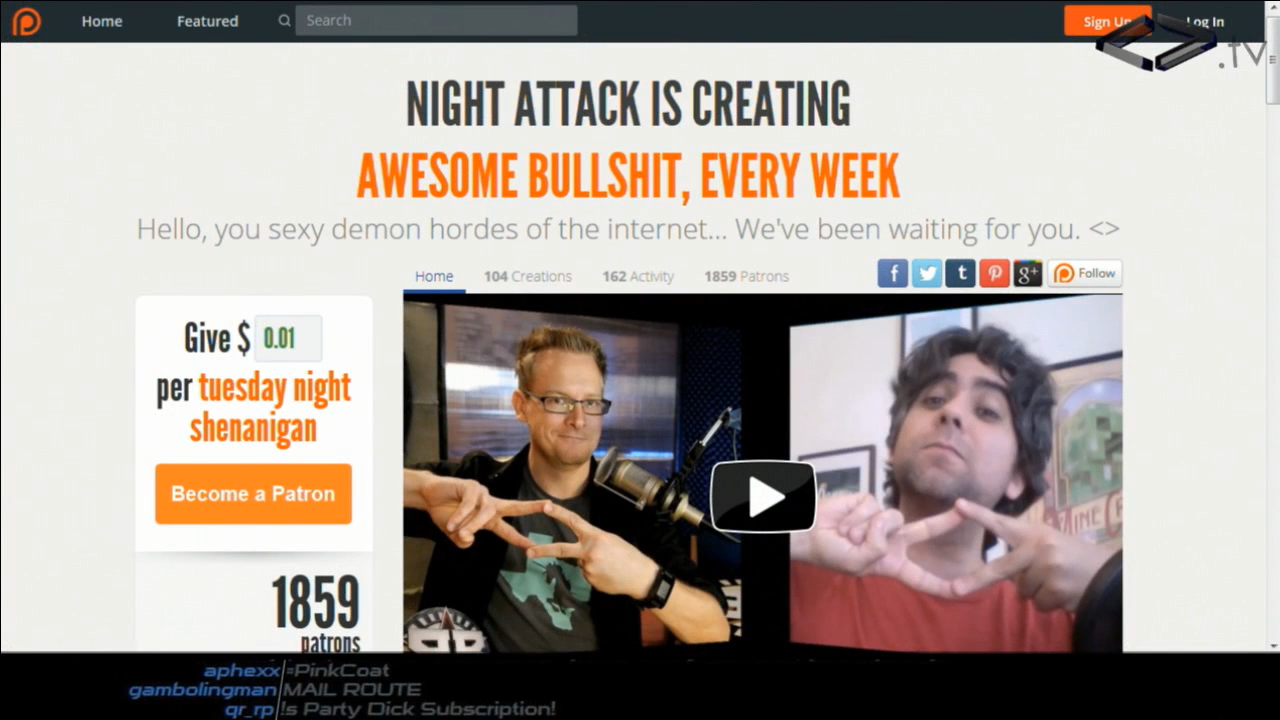 Home Featured Search Sign Up Log In
.tv
NIGHT ATTACK IS CREATING
AWESOME BULLSHIT, EVERY WEEK
Hello, you sexy demon hordes of the internet... We've been waiting for you. <>
Home 104 Creations 162 Activity 1859 Patrons f t g+ Follow
Give $ 0.01
per tuesday night
shenanigan
Become a Patron
1859
patrons
MINECR
aphexx =PinkCoat
gambolingman MAIL ROUTE
qr_rp !s Party Dick Subscription!